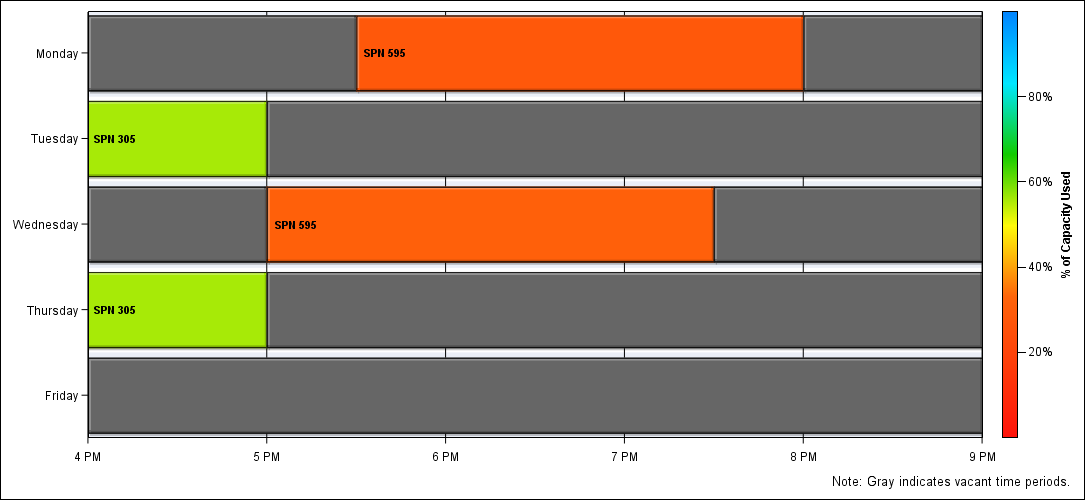 Monday
SPN 595
Tuesday
SPN 305
Wednesday
SPN 595
Thursday
SPN 305
Friday
4 PM
5 PM
6 PM
7 PM
8 PM
9 PM
80%
60%
40%
20%
% of Capacity Used
Note: Gray indicates vacant time periods.